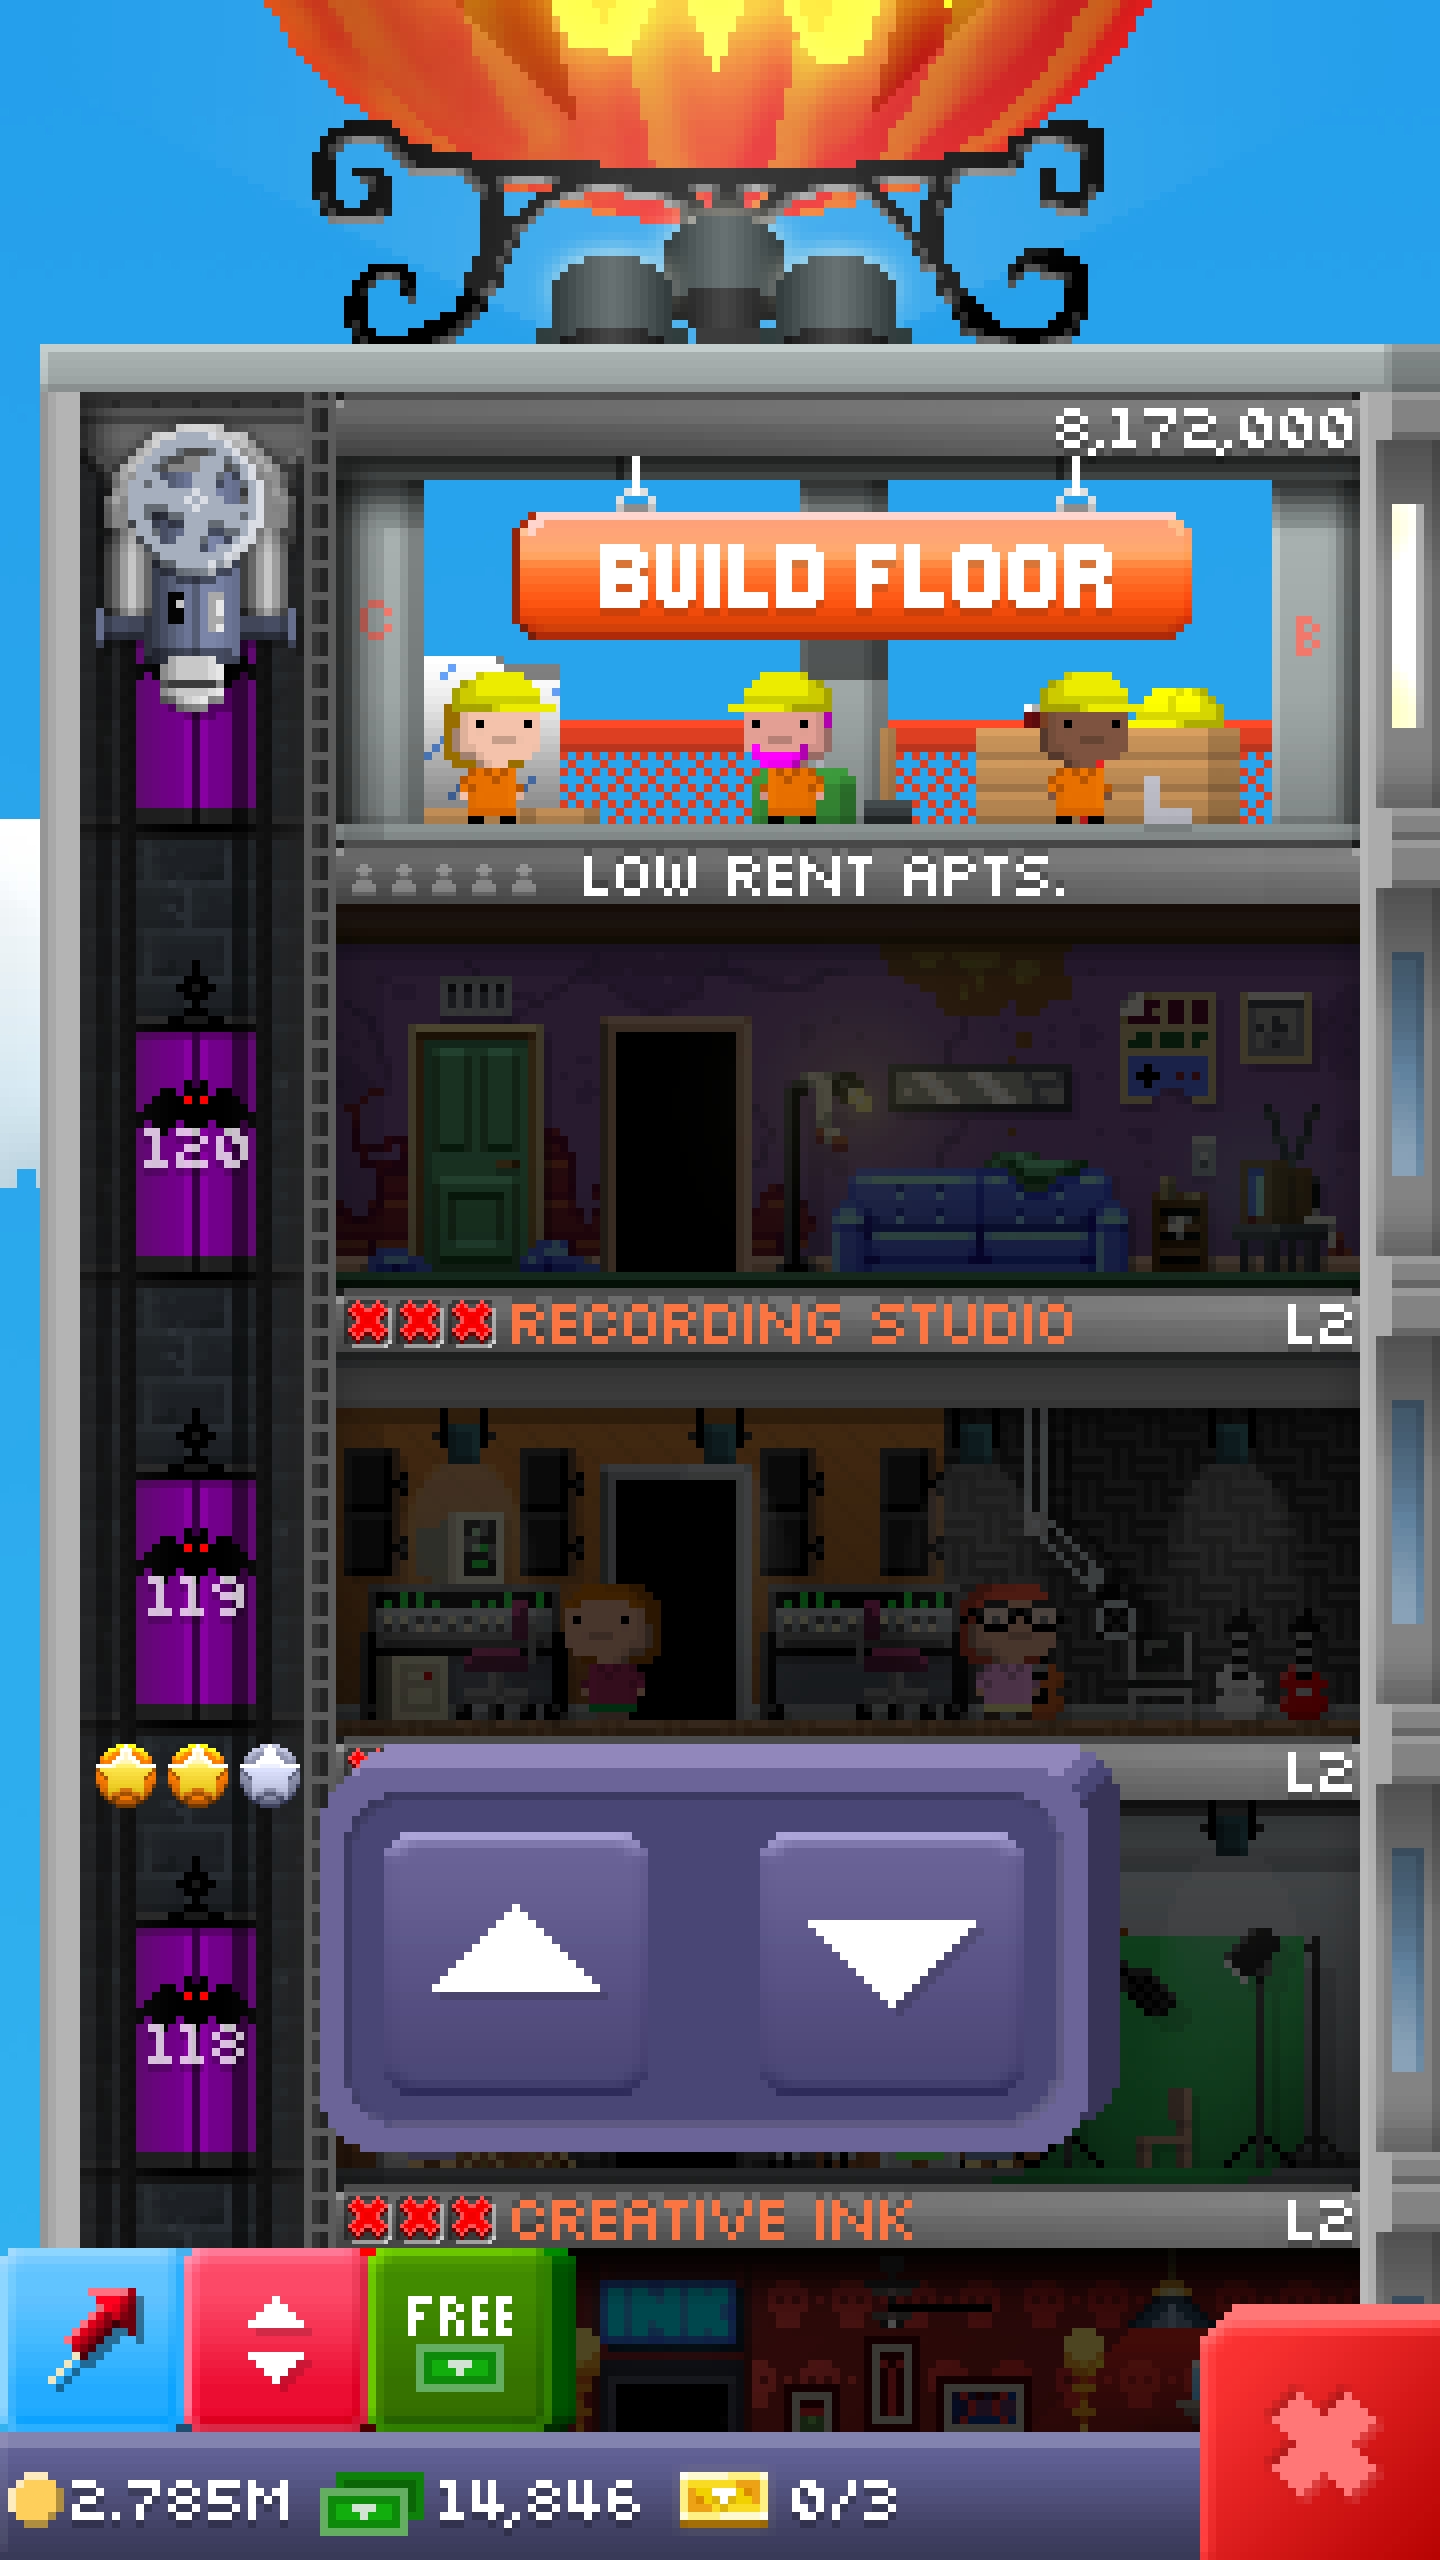 8,172,000
C
BUILD FLOOR
B
LOW RENT APTS.
120
RECORDING STUDIO L2
119
L2
118
CREATIVE INK L2
FREE
INK
2.785M 14,846 0/3